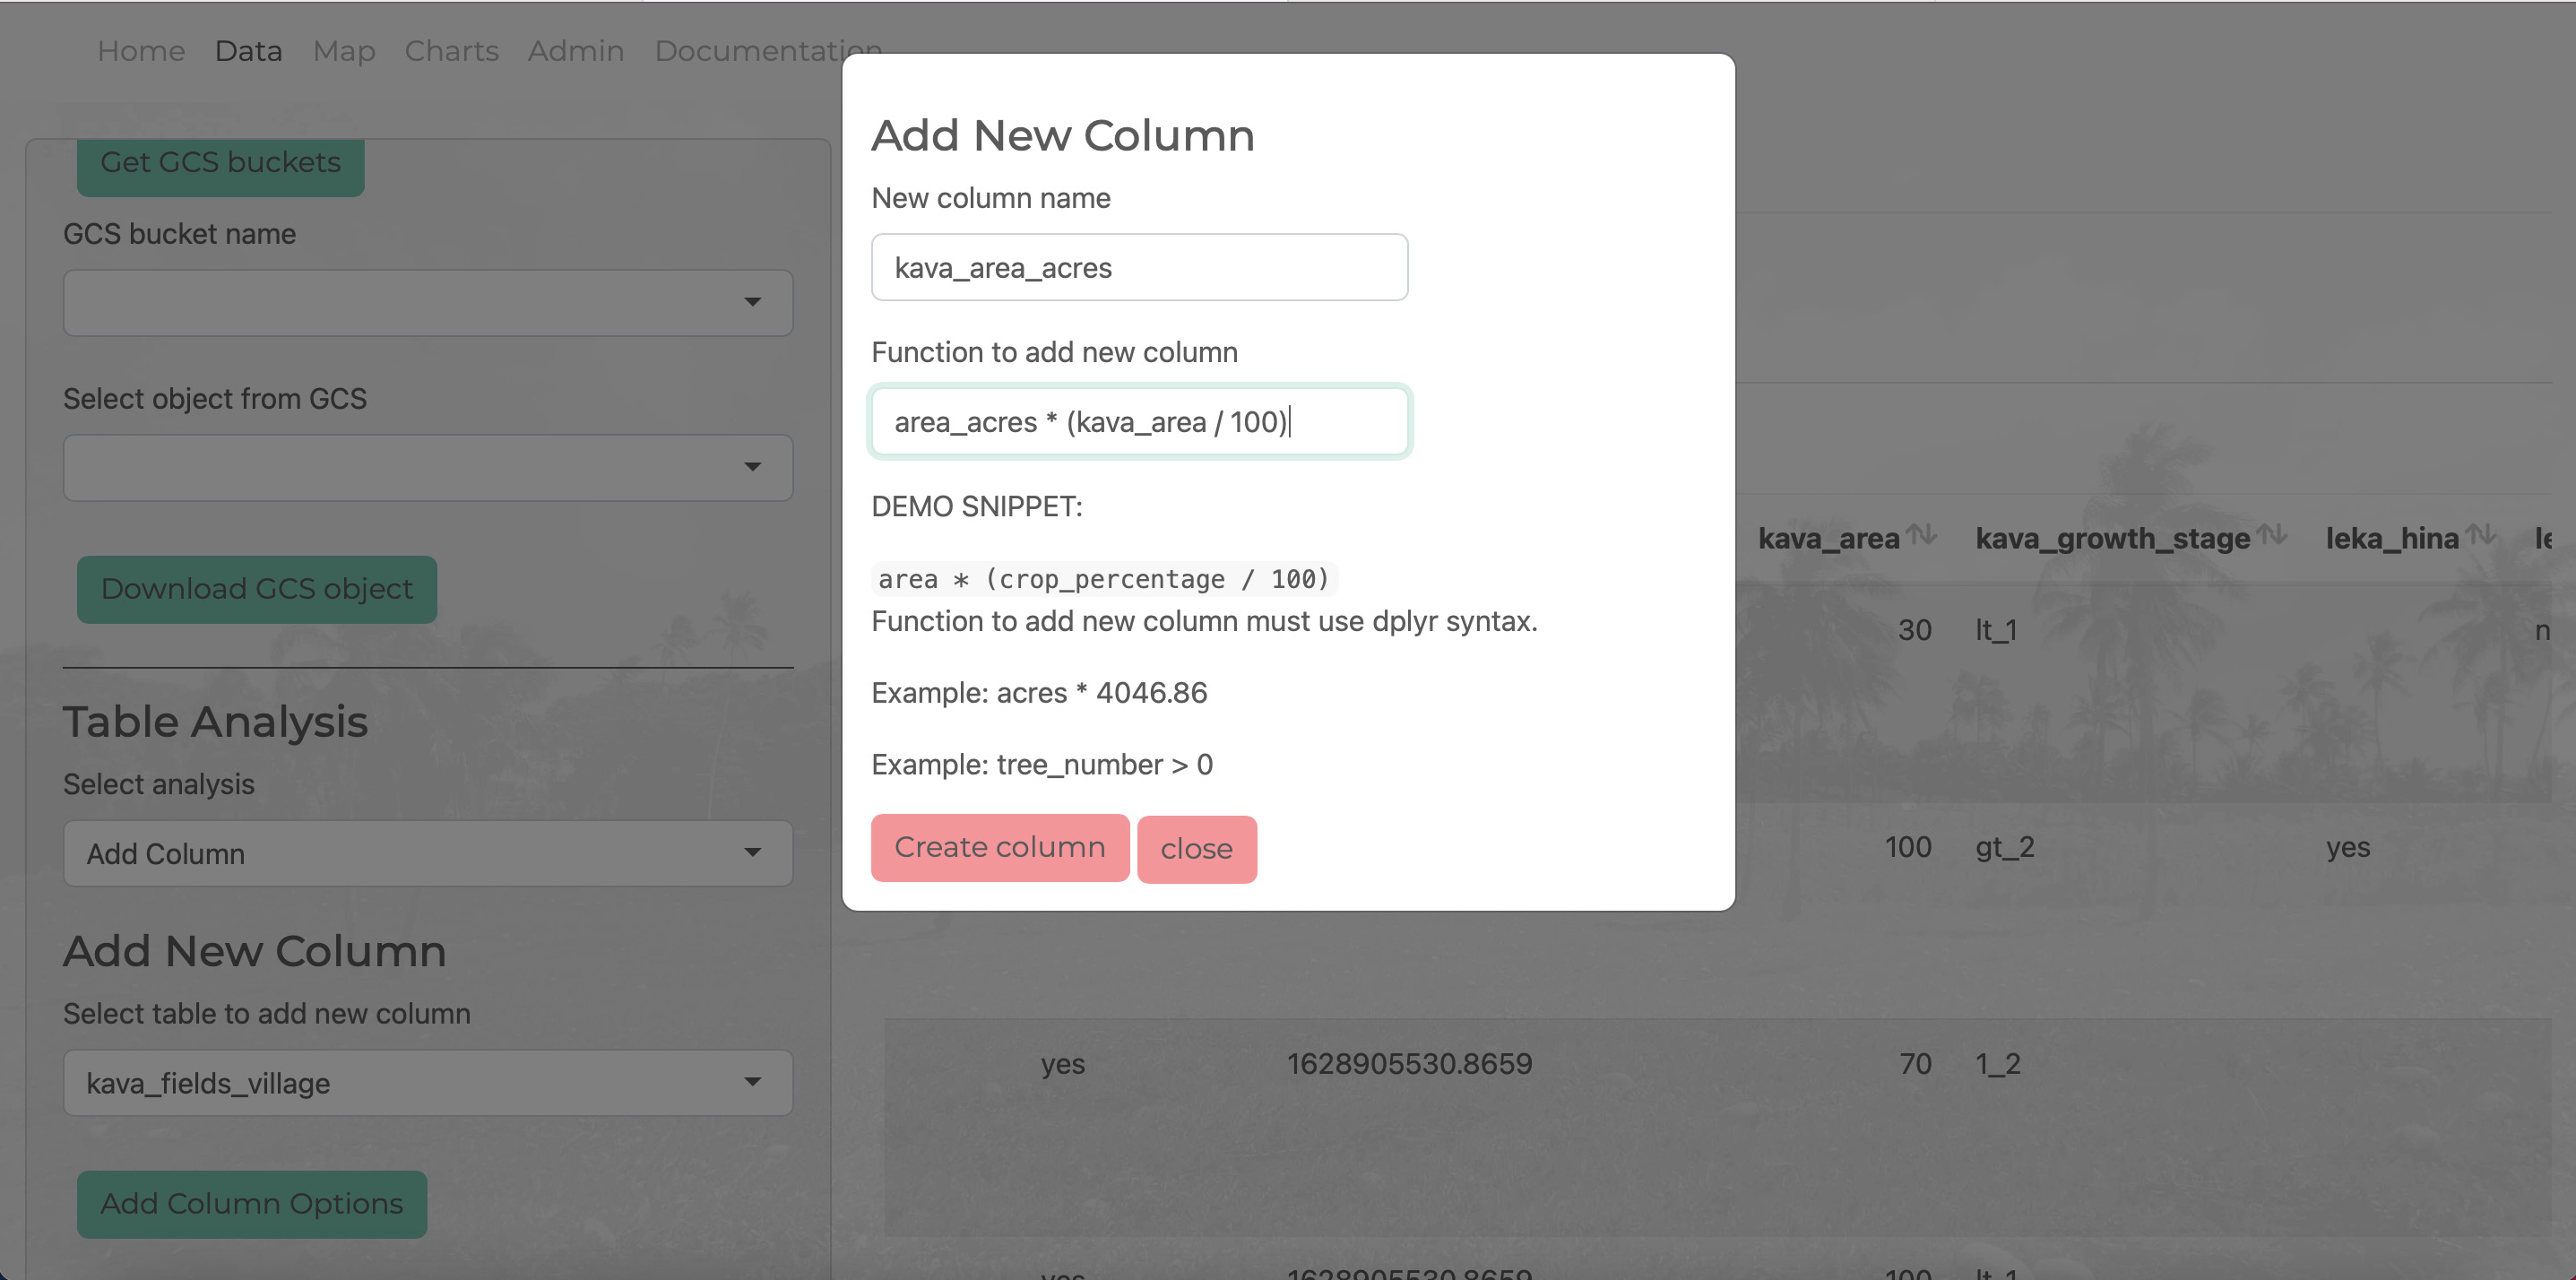 Home Data Map Charts Admin Documentation
Get GCS buckets
GCS bucket name
Select object from GCS
Download GCS object
Table Analysis
Select analysis
Add Column
Add New Column
Select table to add new column
kava_fields_village
Add Column Options
Add New Column
New column name
kava_area_acres
Function to add new column
area_acres * (kava_area / 100)
DEMO SNIPPET:
area * (crop_percentage / 100)
Function to add new column must use dplyr syntax.
Example: acres * 4046.86
Example: tree_number > 0
Create column close
kava_area kava_growth_stage leka_hina le
30 lt_1 n
100 gt_2 yes
yes 1628905530.8659 70 1_2
yes 1628905530.8659 100 lt_1